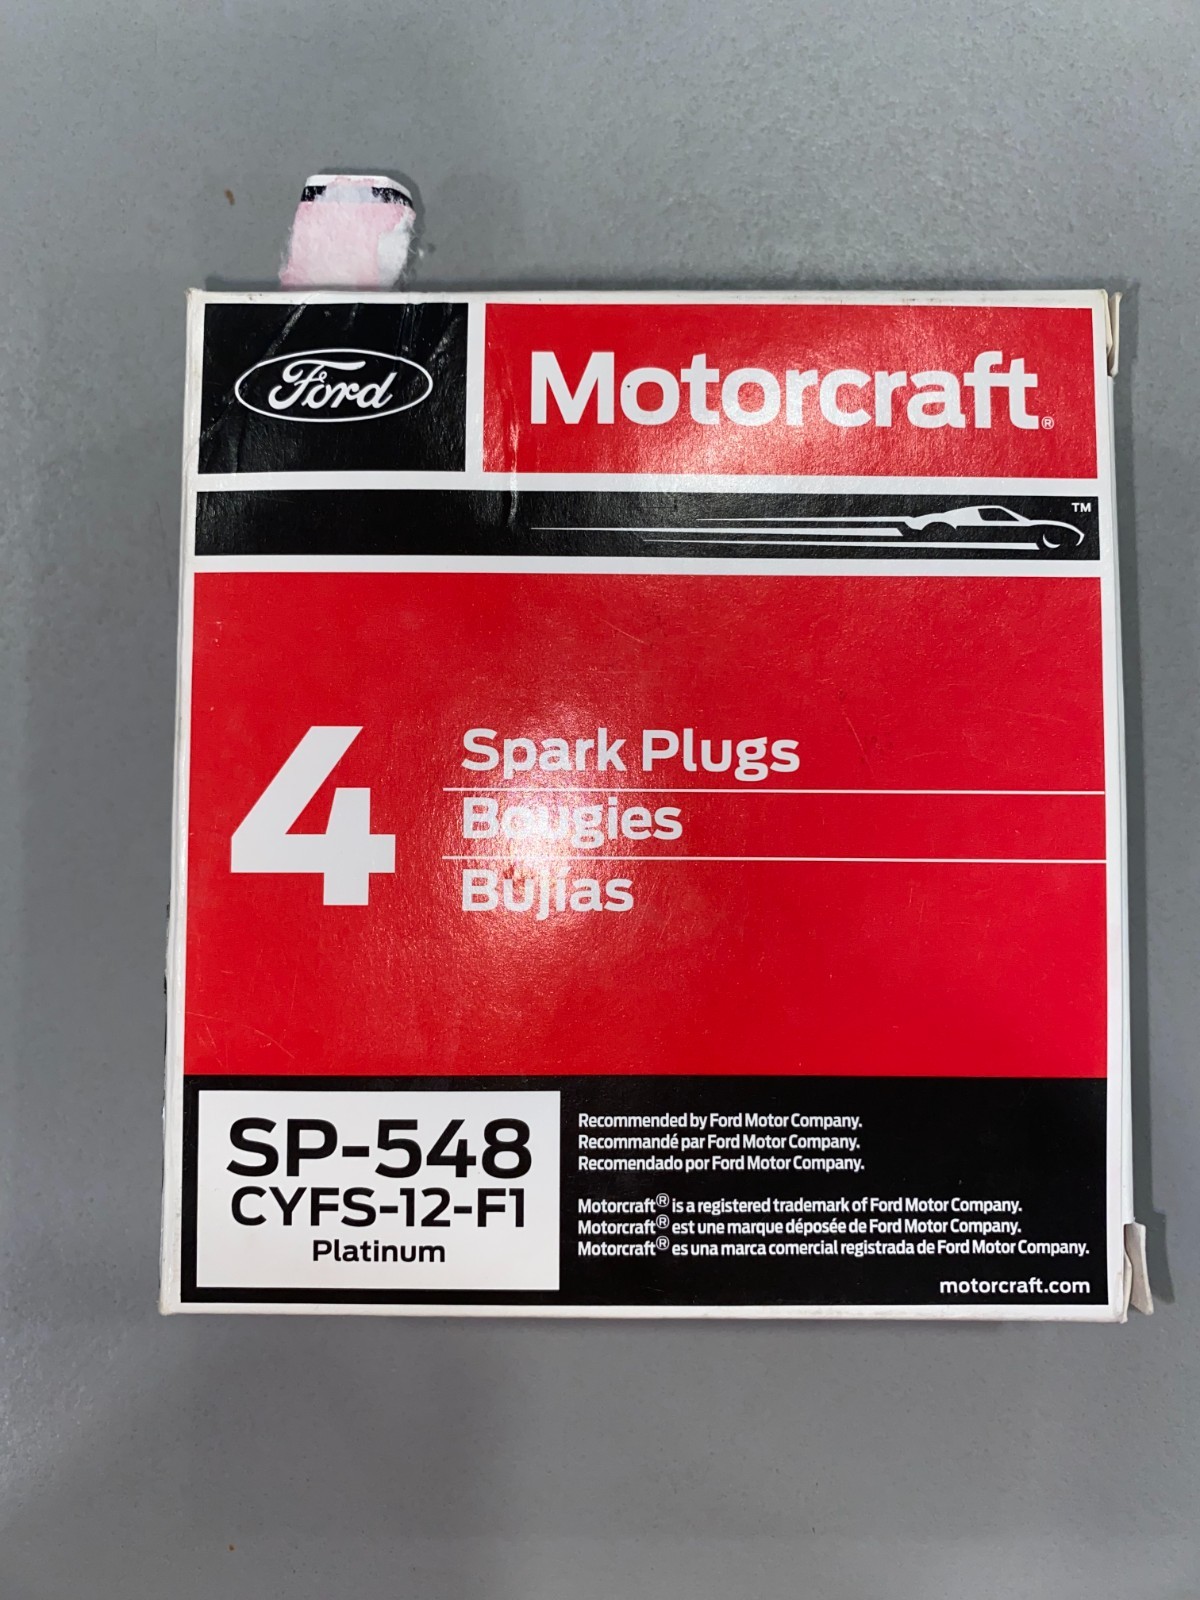 Ford
Motorcraft®
TM
4
Spark Plugs
Bougies
Bujías
SP-548
CYFS-12-F1
Platinum
Recommended by Ford Motor Company.
Recommandé par Ford Motor Company.
Recomendado por Ford Motor Company.
Motorcraft® is a registered trademark of Ford Motor Company.
Motorcraft® est une marque déposée de Ford Motor Company.
Motorcraft® es una marca comercial registrada de Ford Motor Company.
motorcraft.com